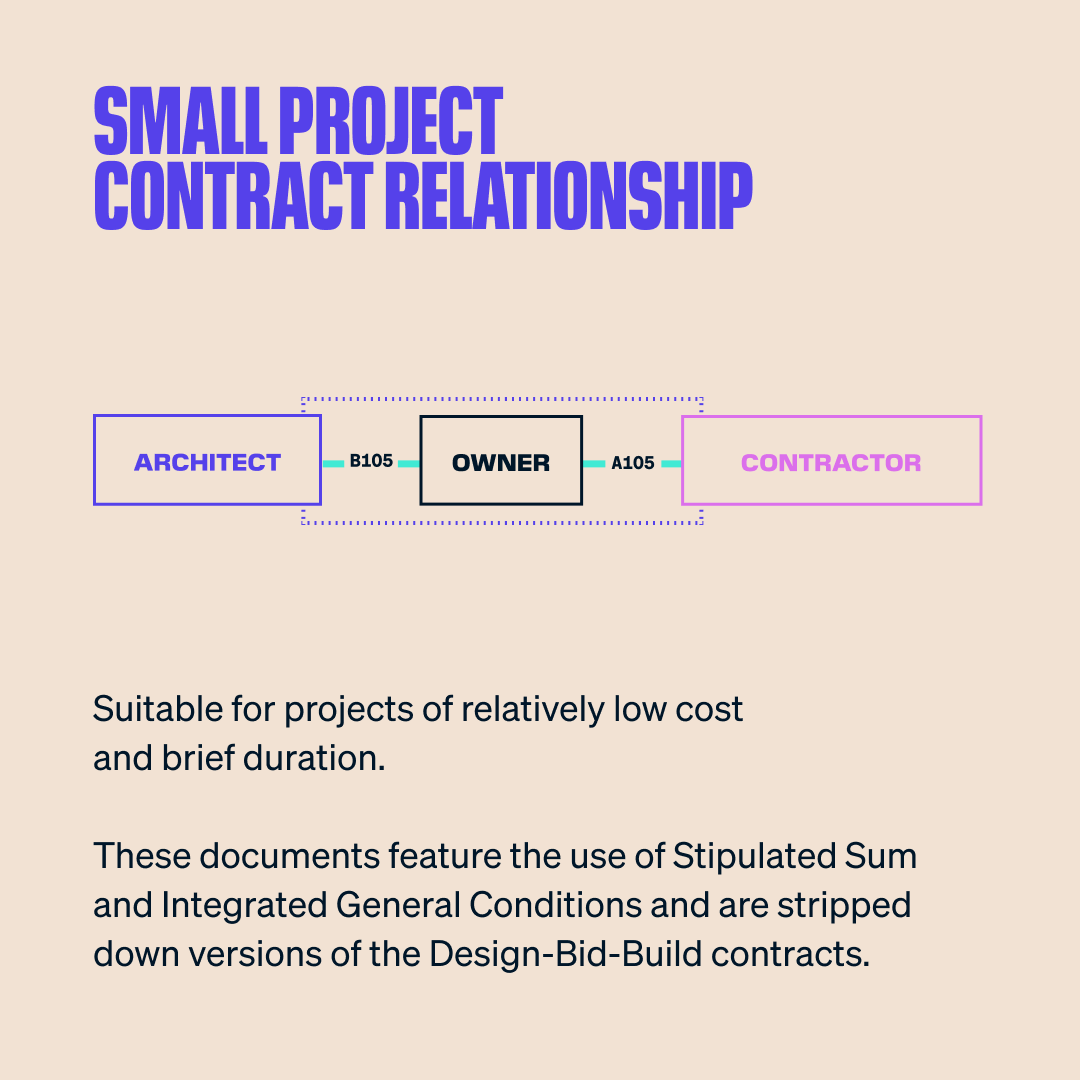 SMALL PROJECT
CONTRACT RELATIONSHIP
ARCHITECT B105 OWNER A105 CONTRACTOR
Suitable for projects of relatively low cost
and brief duration.
These documents feature the use of Stipulated Sum
and Integrated General Conditions and are stripped
down versions of the Design-Bid-Build contracts.